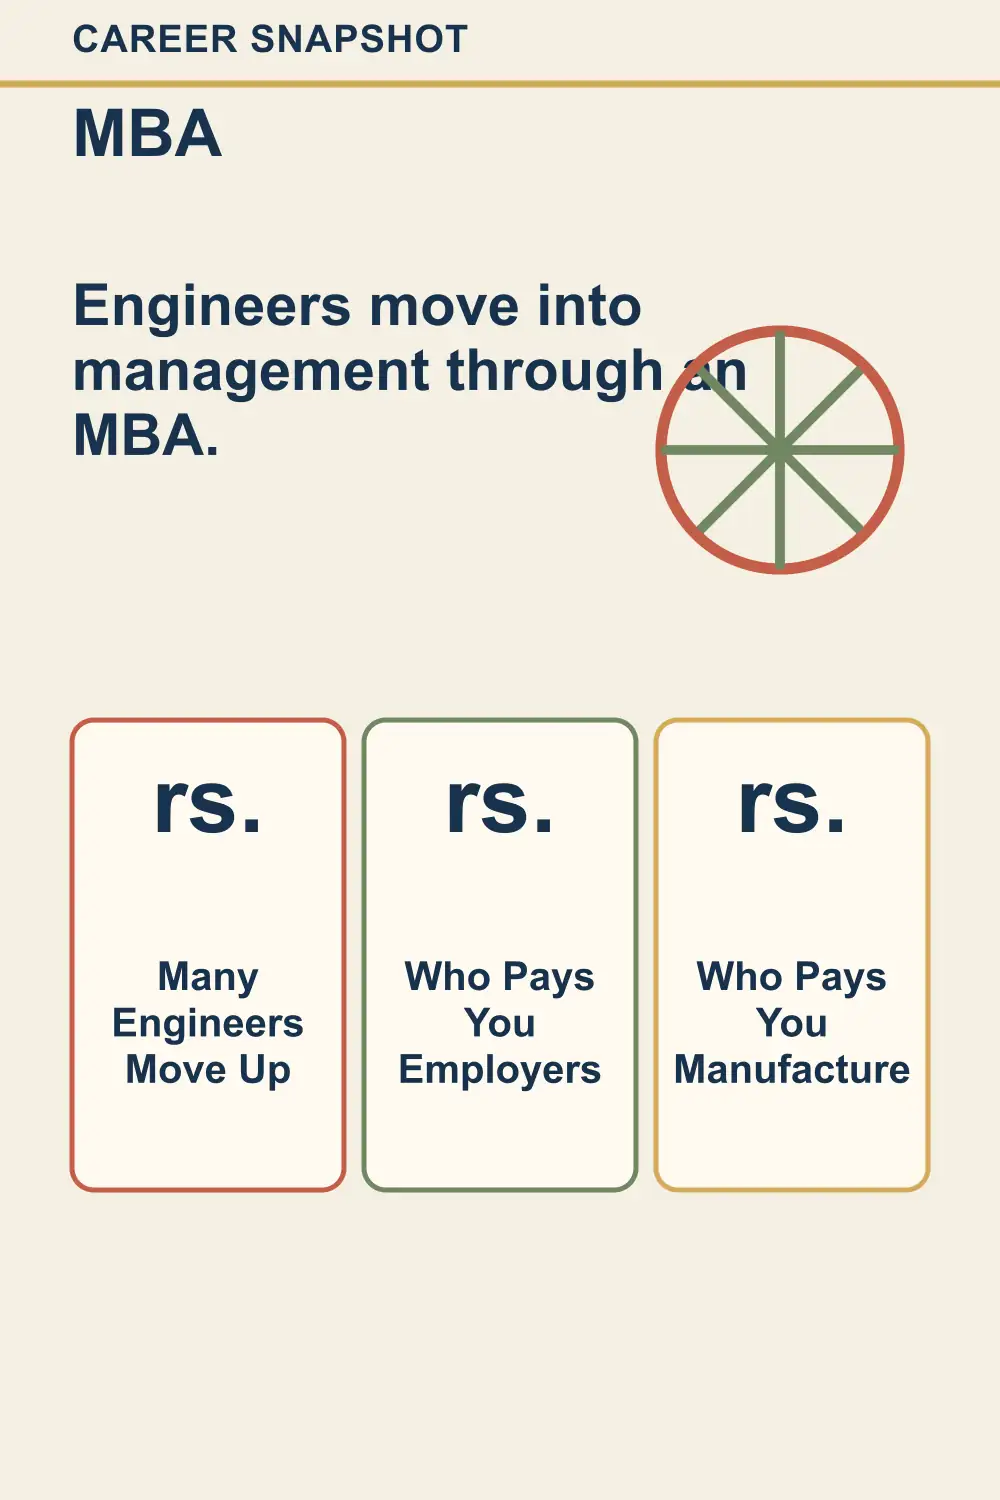 CAREER SNAPSHOT
MBA
Engineers move into
management through an
MBA.
rs.
Many
Engineers
Move Up
rs.
Who Pays
You
Employers
rs.
Who Pays
You
Manufacture